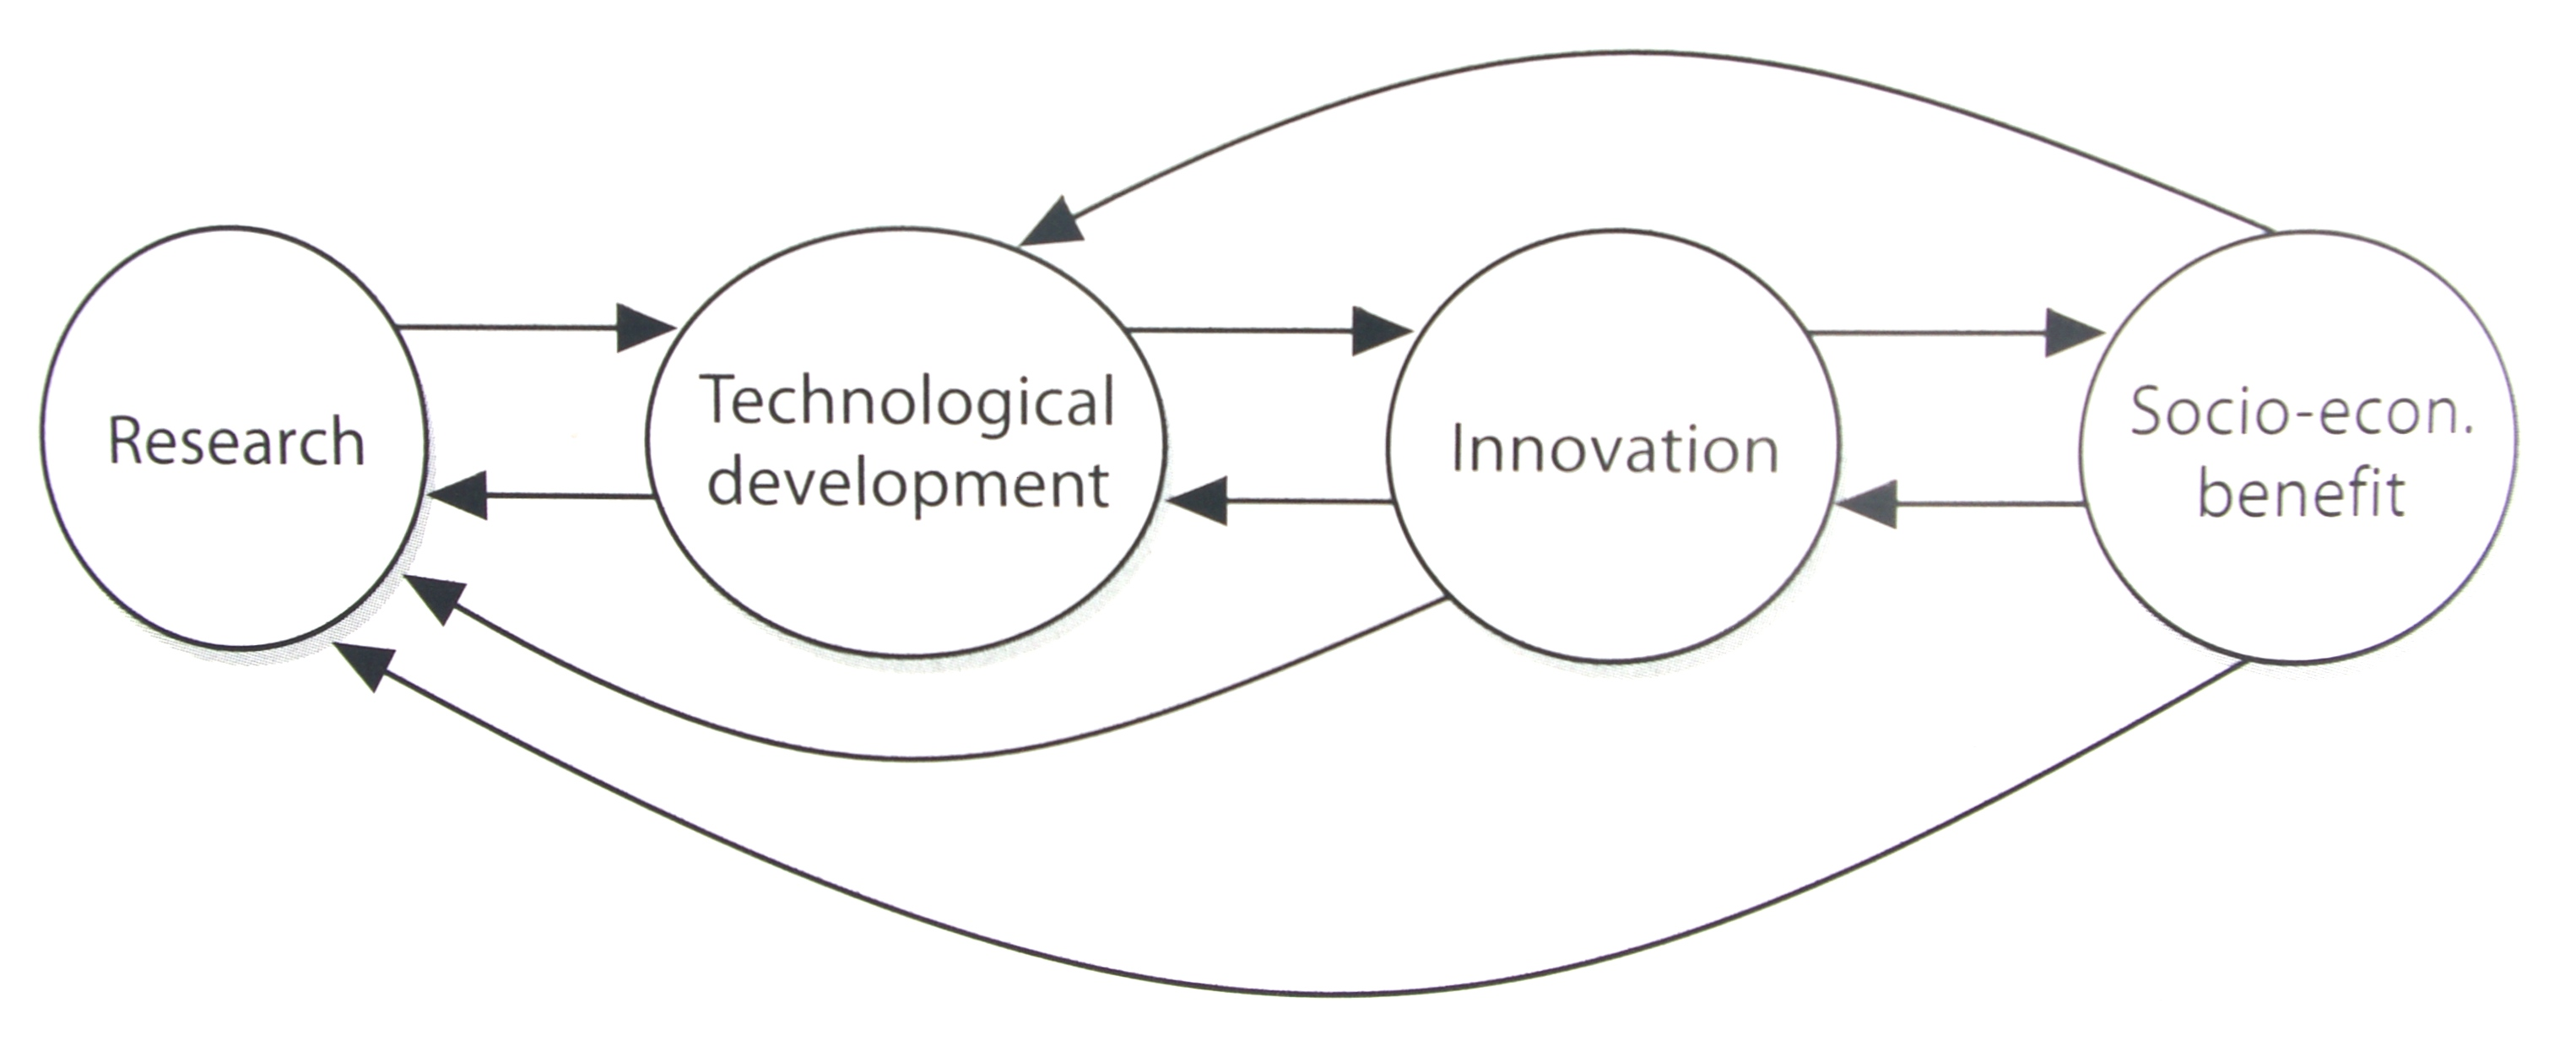 Research
Technological
development
Innovation
Socio-econ.
benefit